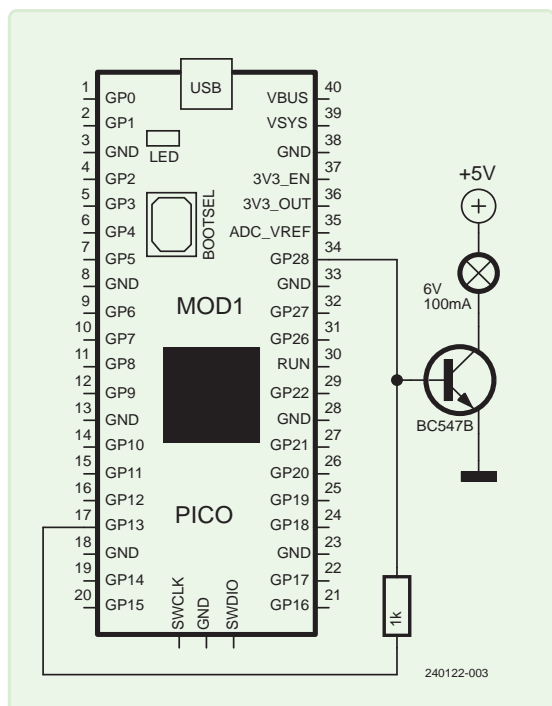 USB
1 GP0
2 GP1
3 GND
4 GP2
5 GP3
6 GP4
7 GP5
8 GND
9 GP6
10 GP7
11 GP8
12 GP9
13 GND
14 GP10
15 GP11
16 GP12
17 GP13
18 GND
19 GP14
20 GP15
LED
BOOTSEL
MOD1
PICO
SWCLK
GND
SWDIO
VBUS 40
VSYS 39
GND 38
3V3_EN 37
3V3_OUT 36
ADC_VREF 35
GP28 34
GND 33
GP27 32
GP26 31
RUN 30
GP22 29
GND 28
GP21 27
GP20 26
GP19 25
GP18 24
GND 23
GP17 22
GP16 21
+5V
6V
100mA
BC547B
1k
240122-003